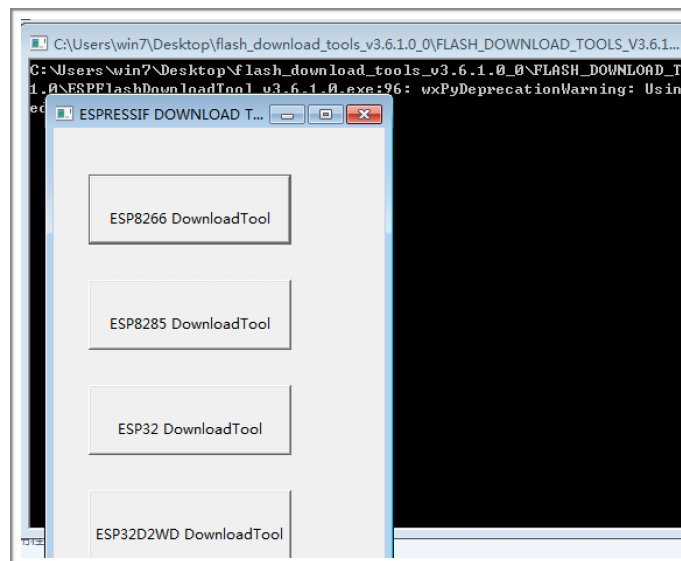 C:\Users\win7\Desktop\flash_download_tools_v3.6.1.0_0\FLASH_DOWNLOAD_TOOLS_V3.6.1...
C:\Users\win7\Desktop\flash_download_tools_v3.6.1.0_0\FLASH_DOWNLOAD_T
1.0\ESPFlashDownloadTool_v3.6.1.0.exe:96: wxPyDeprecationWarning: Usin
ed
ESPRESSIF DOWNLOAD T...
ESP8266 DownloadTool
ESP8285 DownloadTool
ESP32 DownloadTool
ESP32D2WD DownloadTool